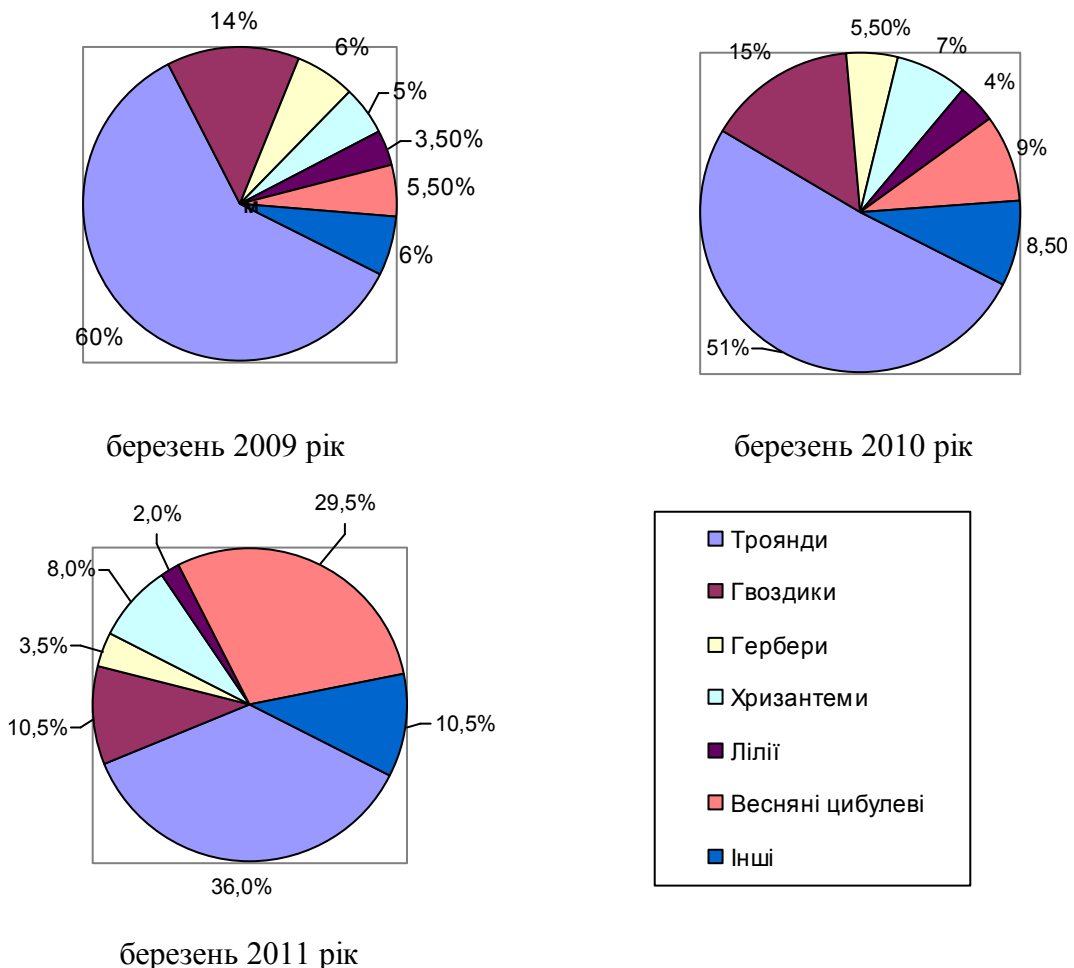 14%
6%
5%
3,50%
5,50%
6%
60%
м
березень 2009 рік
5,50%
15%
7%
4%
9%
8,50
51%
березень 2010 рік
29,5%
2,0%
8,0%
3,5%
10,5%
10,5%
36,0%
березень 2011 рік
Троянди
Гвоздики
Гербери
Хризантеми
Лілії
Весняні цибулеві
Інші